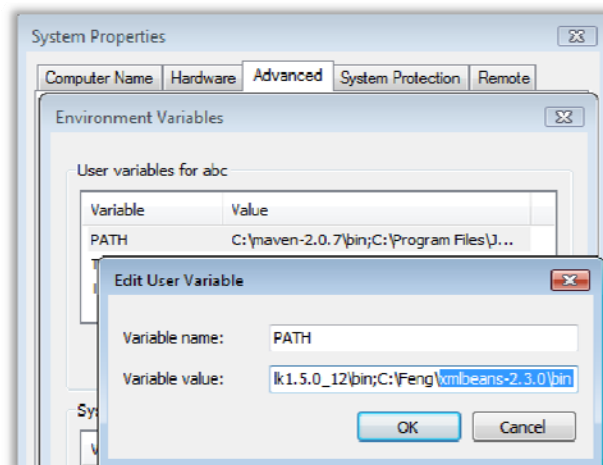 System Properties
Computer Name Hardware Advanced System Protection Remote
Environment Variables
User variables for abc
Variable Value
PATH C:\maven-2.0.7\bin;C:\Program Files\J...
Edit User Variable
Variable name: PATH
Variable value: lk1.5.0_12\bin;C:\Feng\xmlbeans-2.3.0\bin
OK Cancel